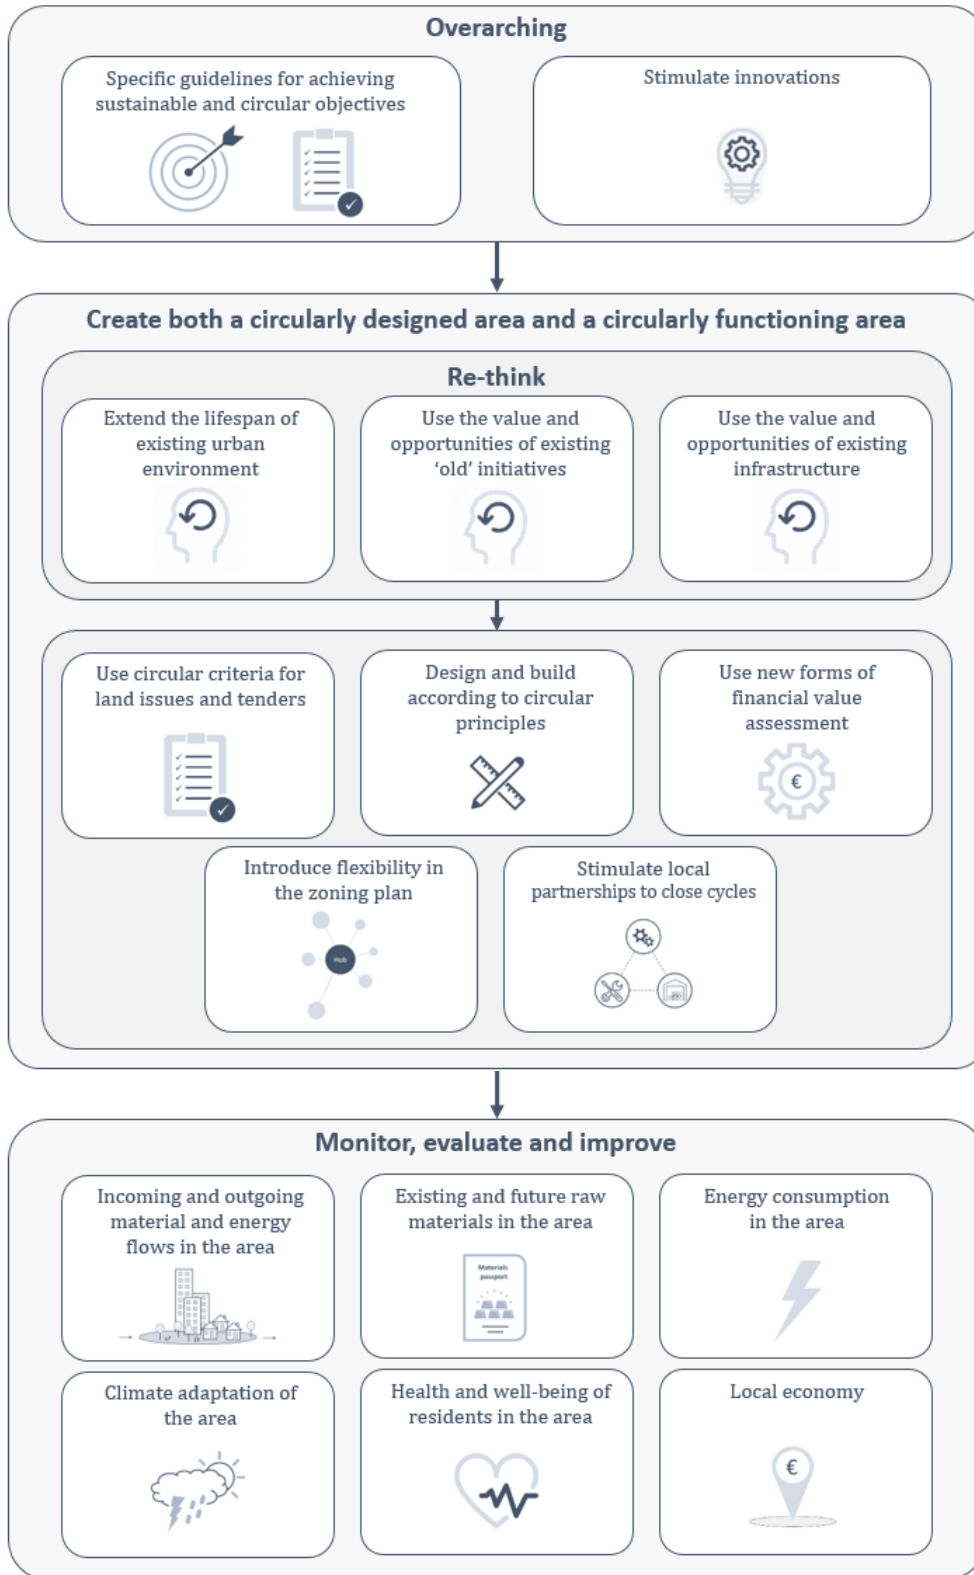 Overarching
Specific guidelines for achieving
sustainable and circular objectives
Stimulate innovations
Create both a circularly designed area and a circularly functioning area
Re-think
Extend the lifespan of
existing urban
environment
Use the value and
opportunities of existing
‘old’ initiatives
Use the value and
opportunities of existing
infrastructure
Use circular criteria for
land issues and tenders
Design and build
according to circular
principles
Use new forms of
financial value
assessment
€
Introduce flexibility in
the zoning plan
Hub
Stimulate local
partnerships to close cycles
Monitor, evaluate and improve
Incoming and outgoing
material and energy
flows in the area
Existing and future raw
materials in the area
Materials
passport
Energy consumption
in the area
Climate adaptation of
the area
Health and well-being of
residents in the area
Local economy
€